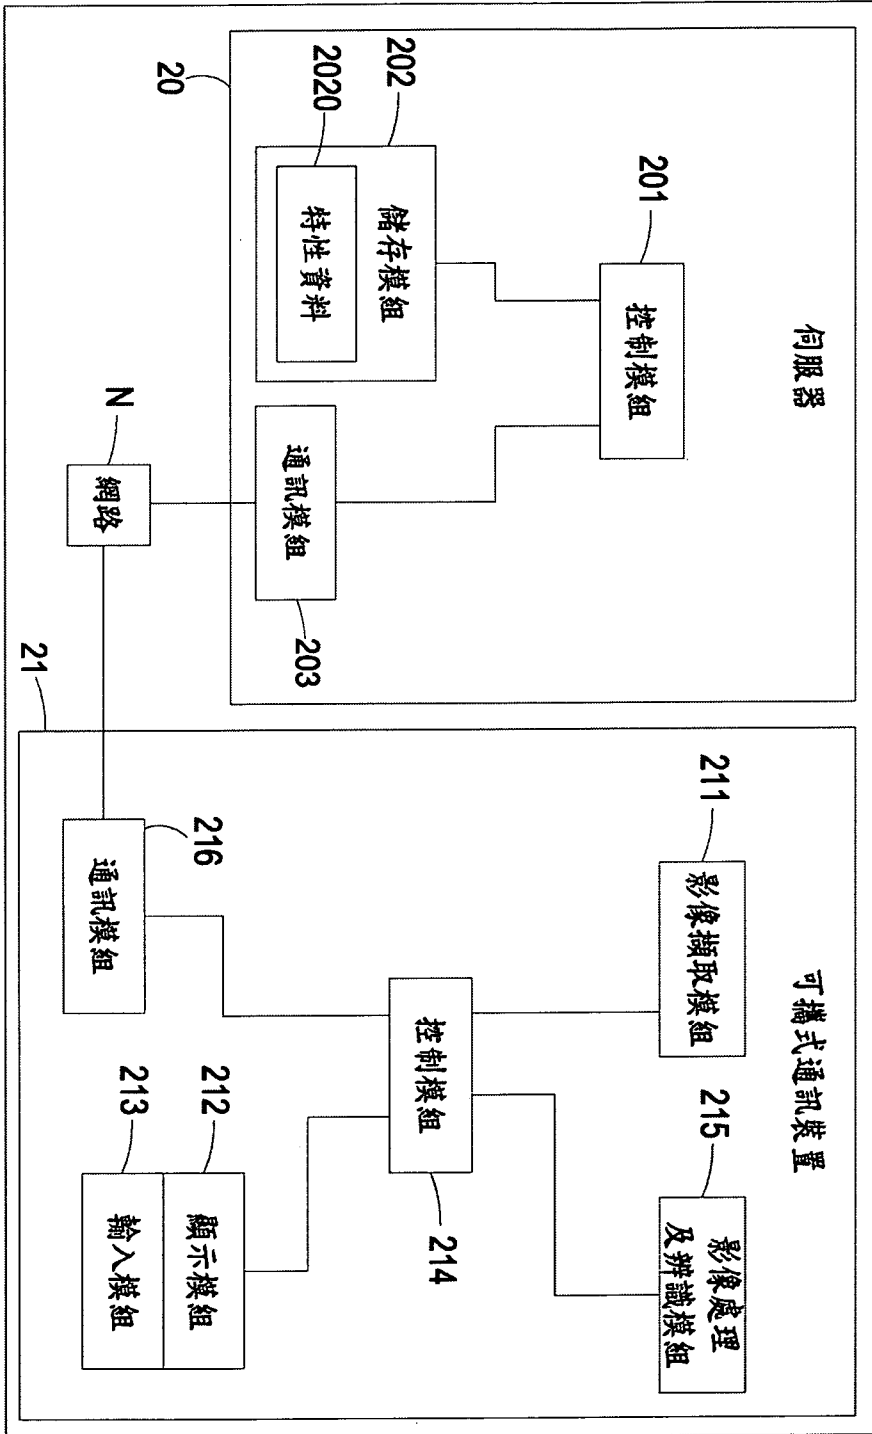 伺服器
20
201
控制模組
202
儲存模組
2020
特性資料
通訊模組
203
N
網路
可攜式通訊裝置
21
211
影像擷取模組
215
影像處理
及辨識模組
控制模組
214
216
通訊模組
212
顯示模組
213
輸入模組